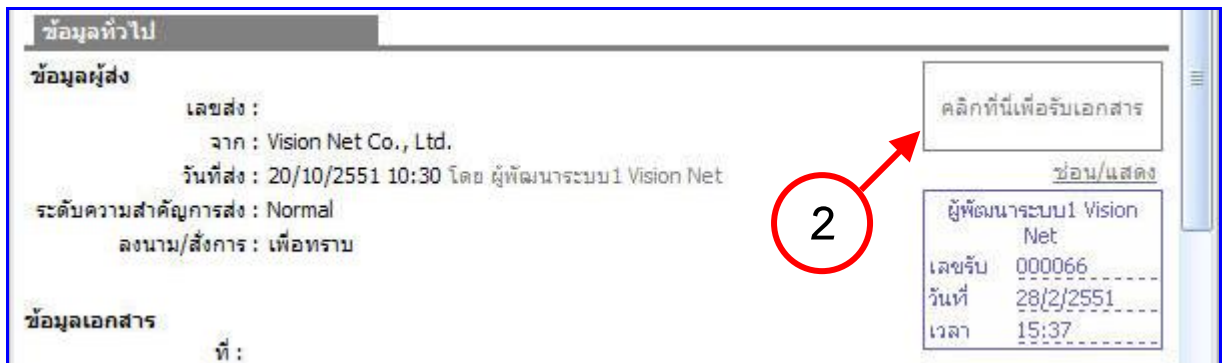 ข้อมูลทั่วไป
ข้อมูลผู้ส่ง
เลขส่ง :
จาก : Vision Net Co., Ltd.
วันที่ส่ง : 20/10/2551 10:30 โดย ผู้พัฒนาระบบ1 Vision Net
ระดับความสำคัญการส่ง : Normal
ลงนาม/สั่งการ : เพื่อทราบ
ข้อมูลเอกสาร
ที่ :
คลิกที่นี่เพื่อรับเอกสาร
2
ซ่อน/แสดง
ผู้พัฒนาระบบ1 Vision
Net
เลขรับ 000066
วันที่ 28/2/2551
เวลา 15:37